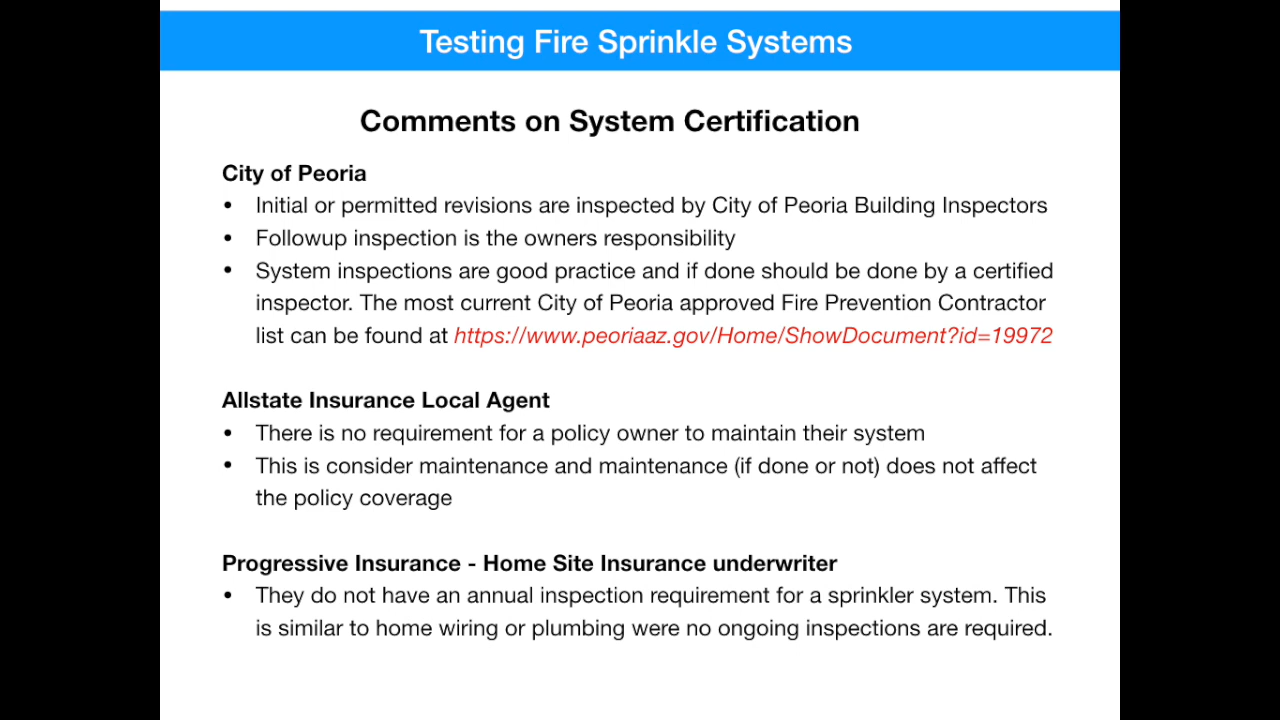 Testing Fire Sprinkle Systems
Comments on System Certification
City of Peoria
• Initial or permitted revisions are inspected by City of Peoria Building Inspectors
• Followup inspection is the owners responsibility
• System inspections are good practice and if done should be done by a certified
inspector. The most current City of Peoria approved Fire Prevention Contractor
list can be found at https://www.peoriaaz.gov/Home/ShowDocument?id=19972
Allstate Insurance Local Agent
• There is no requirement for a policy owner to maintain their system
• This is consider maintenance and maintenance (if done or not) does not affect
the policy coverage
Progressive Insurance - Home Site Insurance underwriter
• They do not have an annual inspection requirement for a sprinkler system. This
is similar to home wiring or plumbing were no ongoing inspections are required.